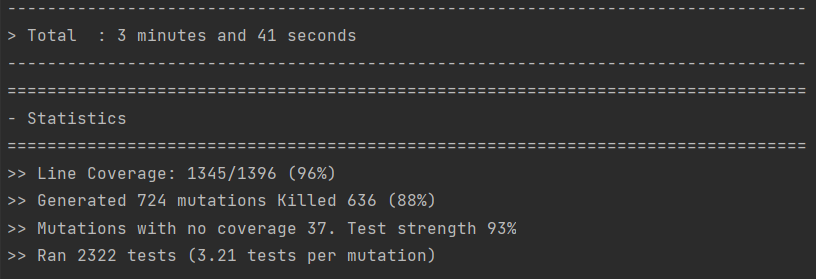 --------------------------------------------------------------------------------
> Total  : 3 minutes and 41 seconds
--------------------------------------------------------------------------------
================================================================================
- Statistics
================================================================================
>> Line Coverage: 1345/1396 (96%)
>> Generated 724 mutations Killed 636 (88%)
>> Mutations with no coverage 37. Test strength 93%
>> Ran 2322 tests (3.21 tests per mutation)